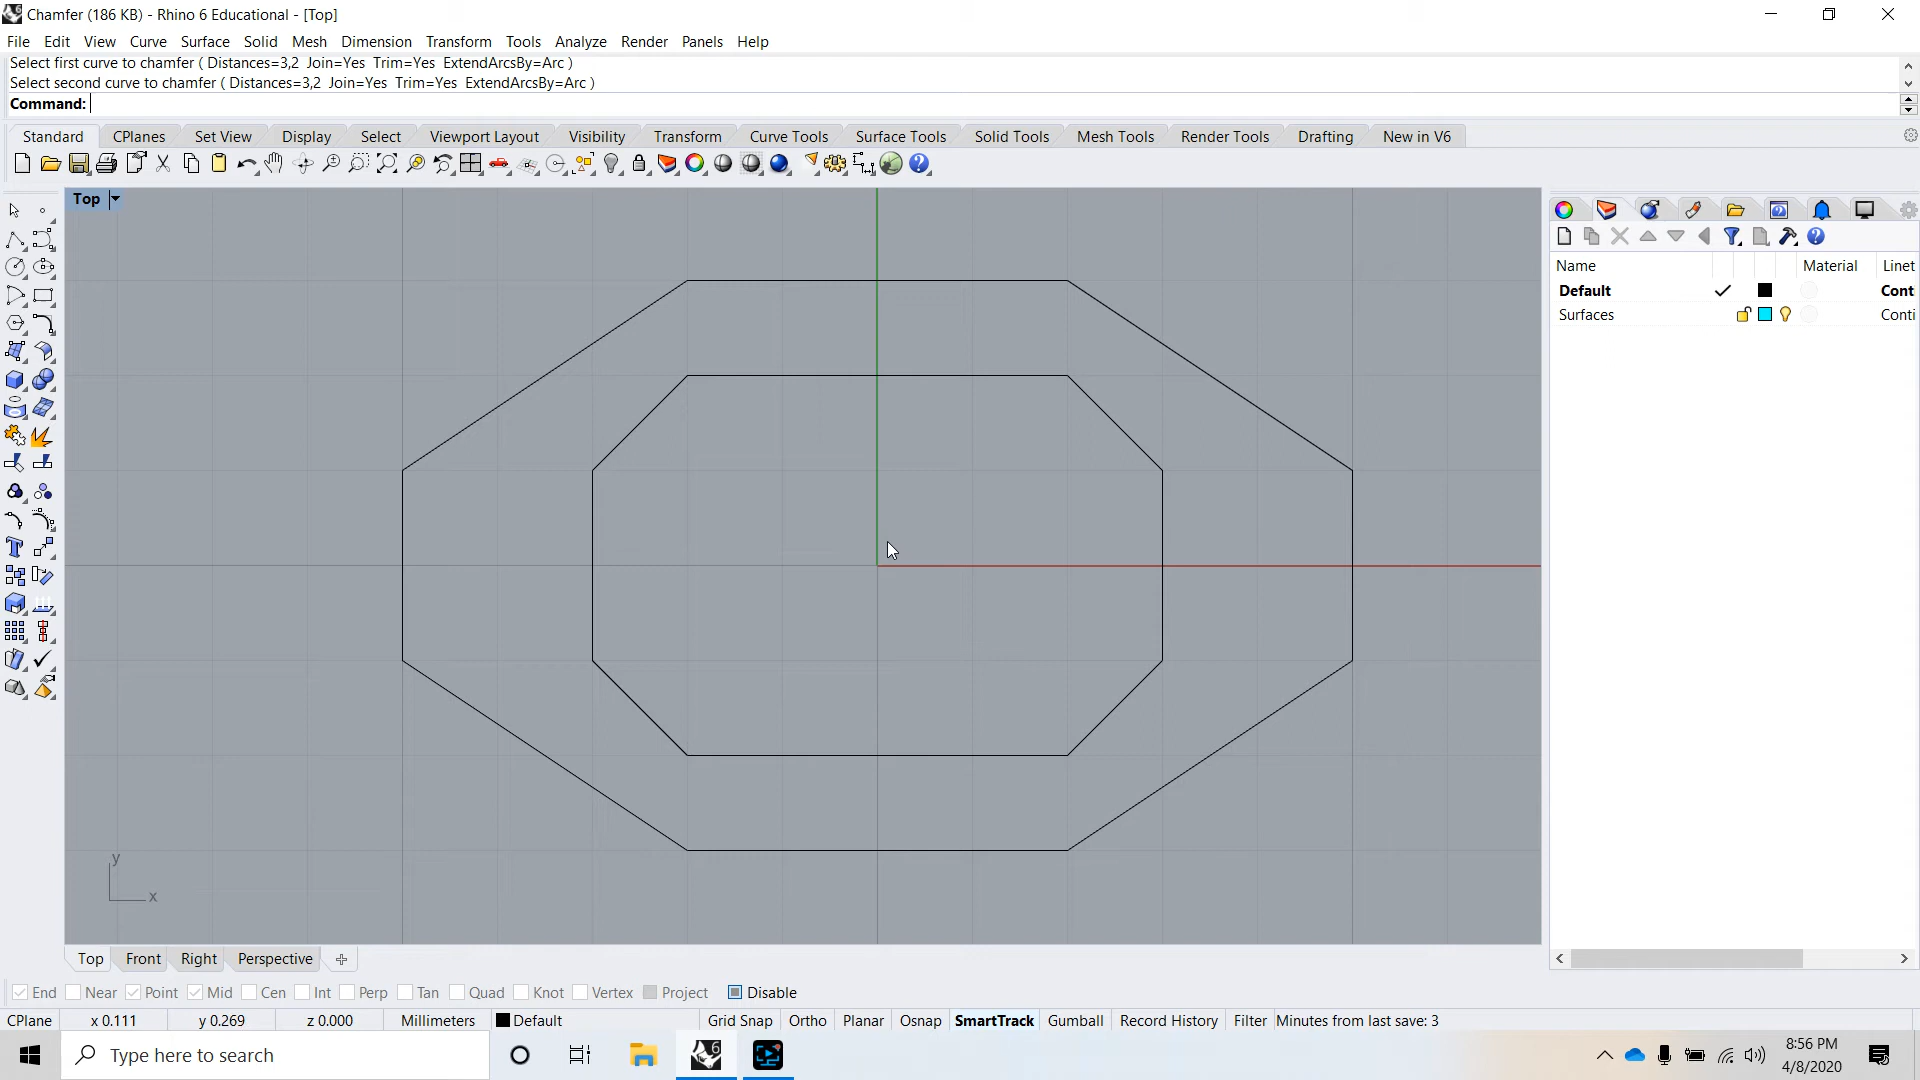 Chamfer (186 KB) - Rhino 6 Educational - [Top]
File Edit View Curve Surface Solid Mesh Dimension Transform Tools Analyze Render Panels Help
Select first curve to chamfer ( Distances=3,2 Join=Yes Trim=Yes ExtendArcsBy=Arc )
Select second curve to chamfer ( Distances=3,2 Join=Yes Trim=Yes ExtendArcsBy=Arc )
Command:
Standard CPlanes Set View Display Select Viewport Layout Visibility Transform Curve Tools Surface Tools Solid Tools Mesh Tools Render Tools Drafting New in V6
Top
Name Material Linet
Default Cont
Surfaces Conti
y
x
Top Front Right Perspective
End Near Point Mid Cen Int Perp Tan Quad Knot Vertex Project Disable
CPlane x 0.111 y 0.269 z 0.000 Millimeters Default Grid Snap Ortho Planar Osnap SmartTrack Gumball Record History Filter Minutes from last save: 3
Type here to search
6
8:56 PM
4/8/2020